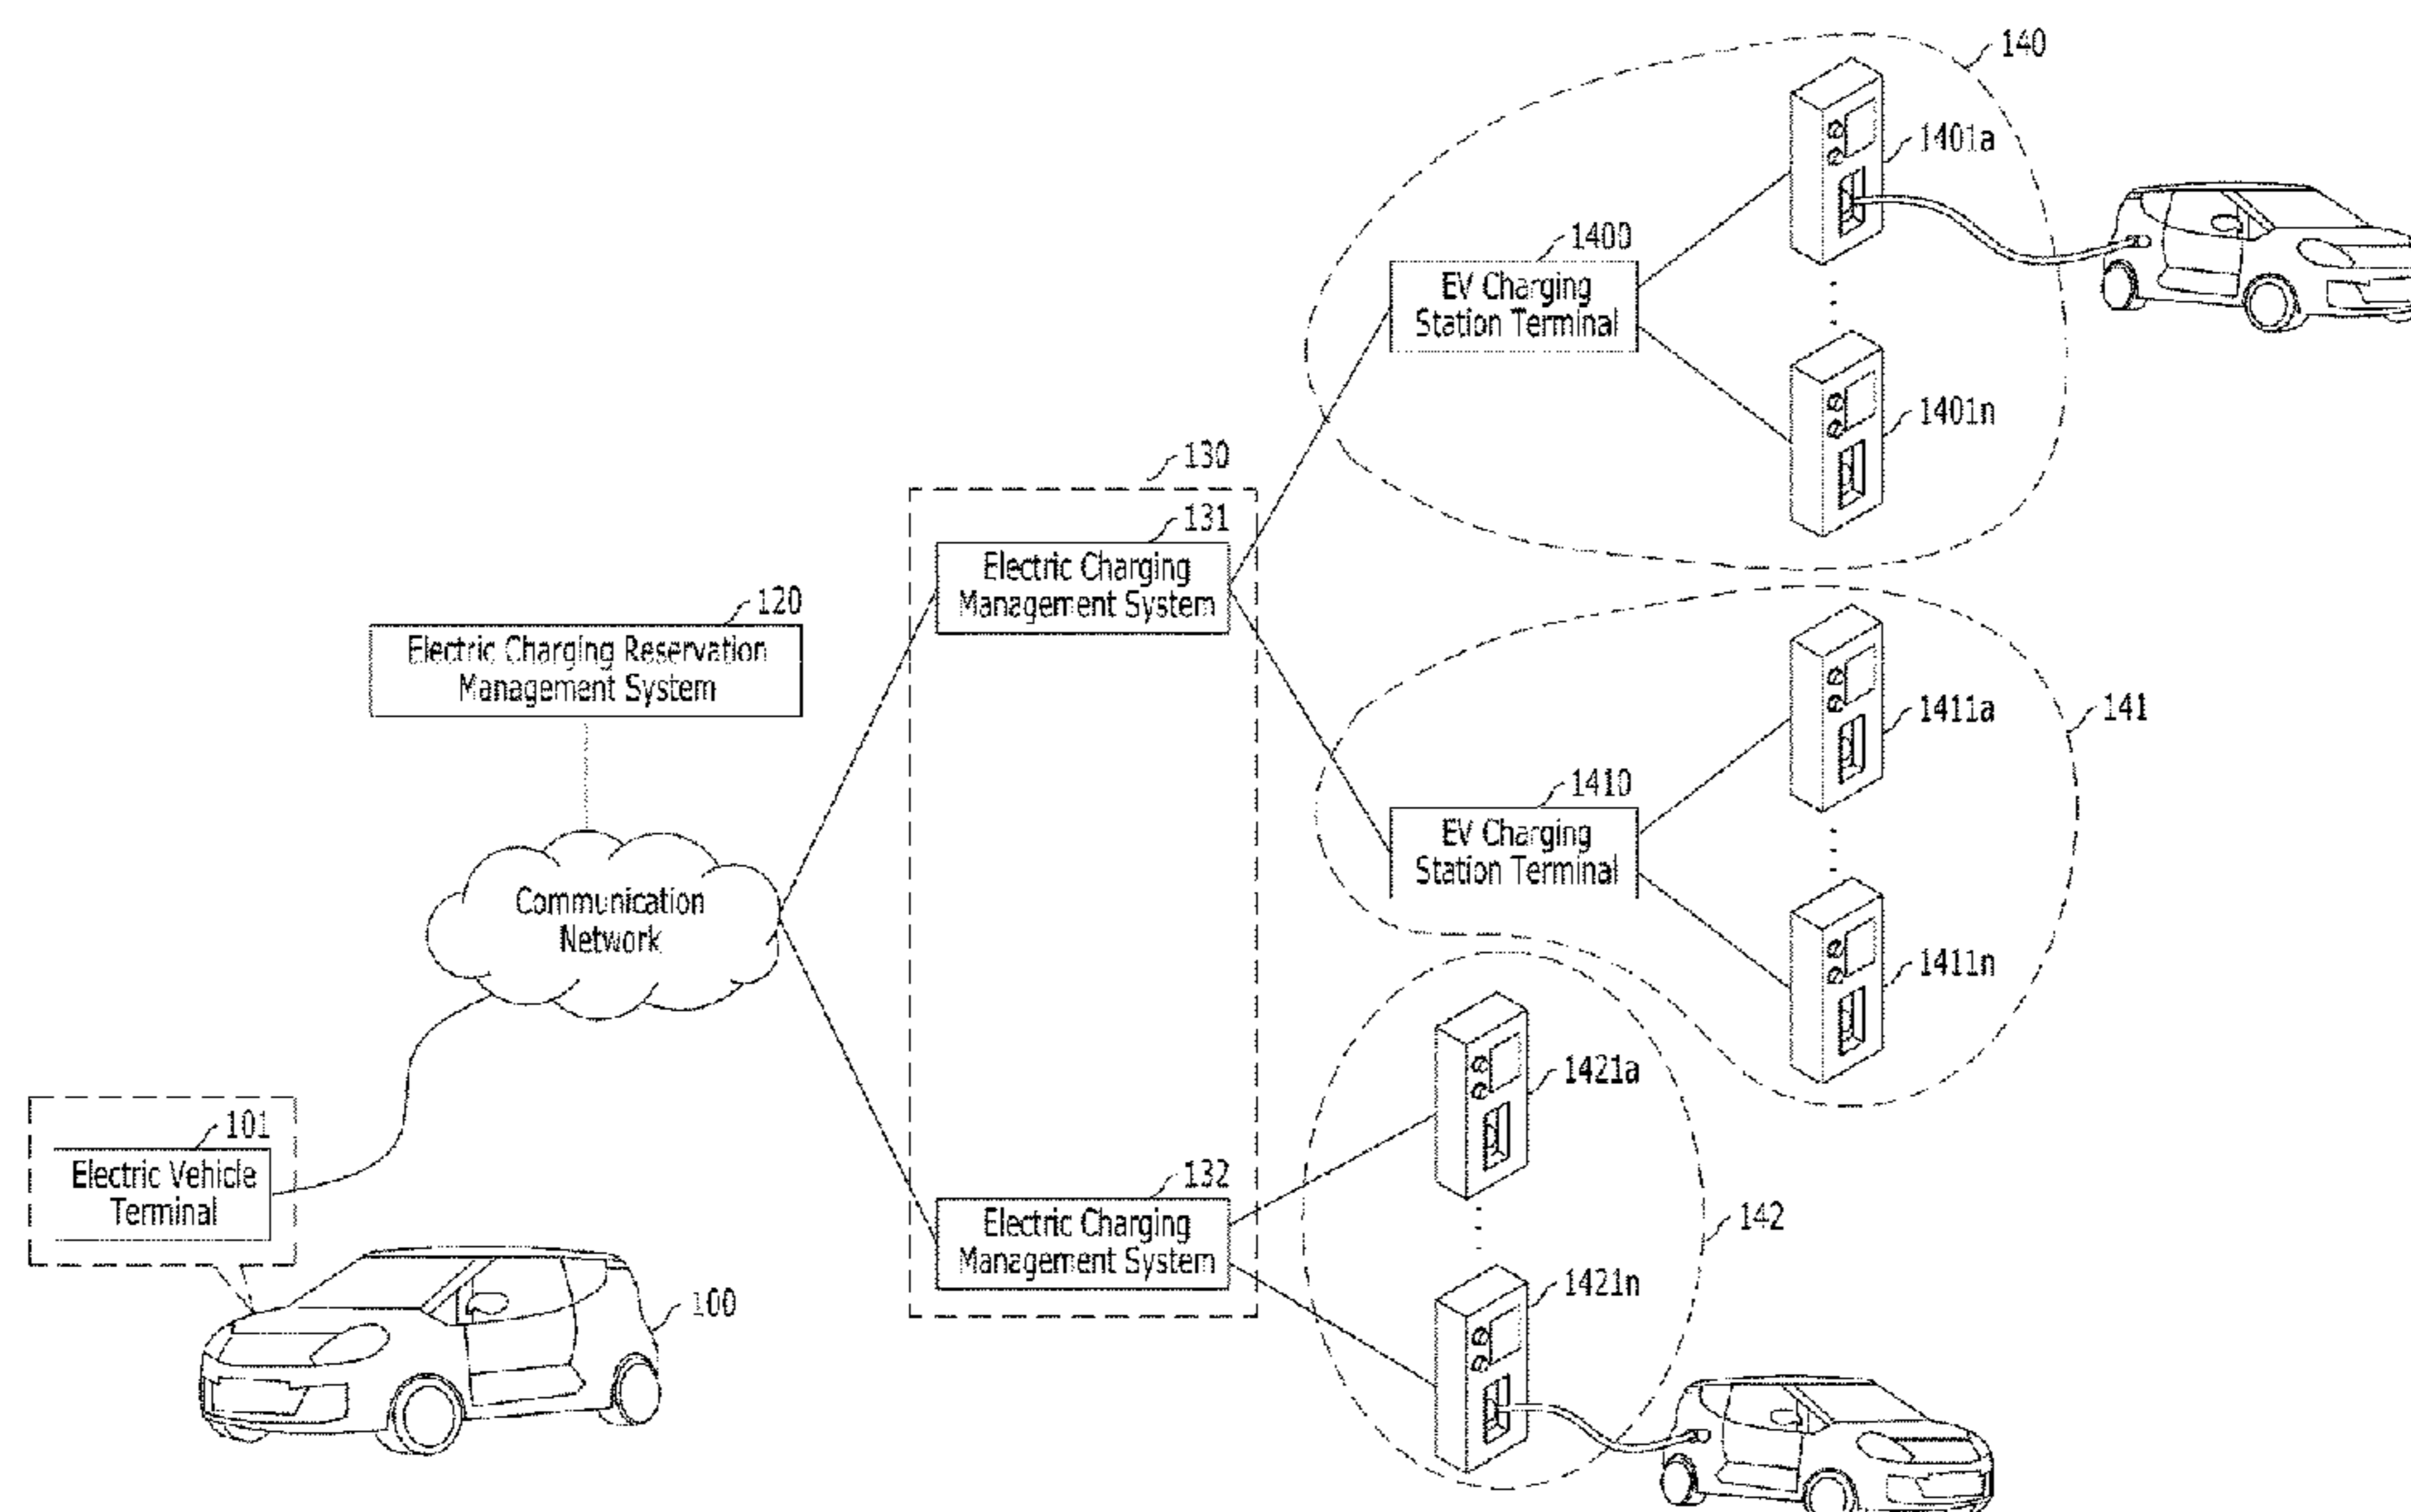 140
1401a
1400
EV Charging
Station Terminal
1401n
130
131
Electric Charging
Management System
120
Electric Charging Reservation
Management System
1411a
141
1410
EV Charging
Station Terminal
1411n
Communication
Network
1421a
101
Electric Vehicle
Terminal
132
Electric Charging
Management System
142
1421n
100